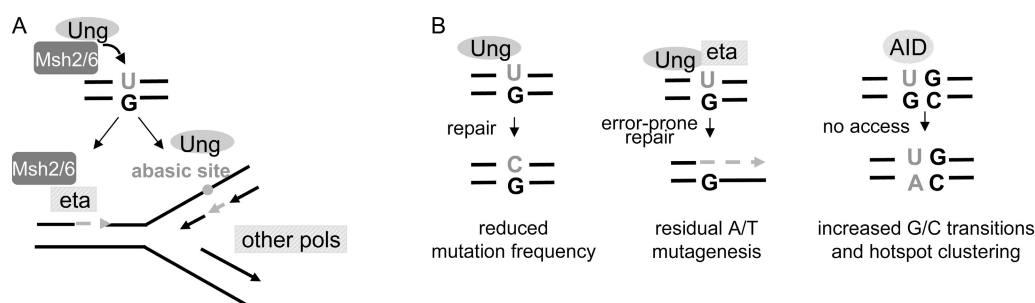 A
Ung
Msh2/6
U
G
Msh2/6
Ung
abasic site
eta
other pols
B
Ung
U
G
repair
C
G
reduced
mutation frequency
Ung eta
U
G
error-prone
repair
G
residual A/T
mutagenesis
AID
U G
G C
no access
U G
A C
increased G/C transitions
and hotspot clustering